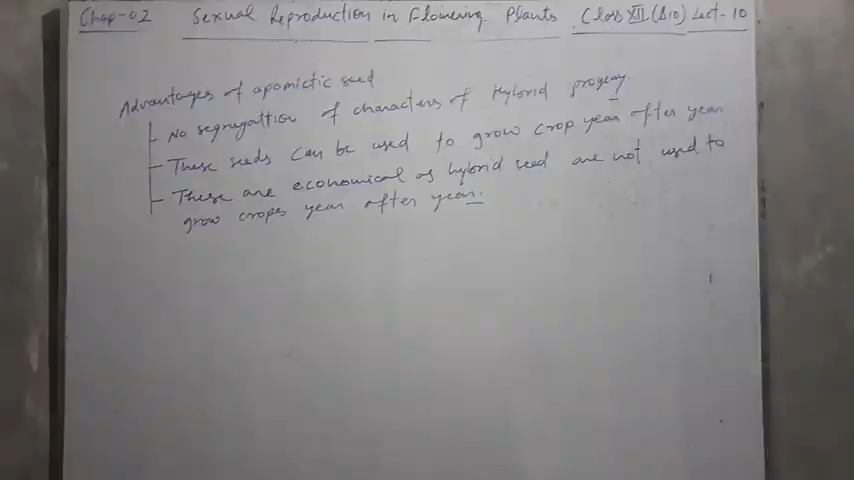 Chap-02 Sexual Reproduction in Flowering Plants Class XII (Bio) Lect-10
Advantages of apomictic seed
No segregattion of characters of Hybrid progeny.
These seeds can be used to grow crop year after year
These are economical as hybrid seed are not used to
grow cropes year after year.